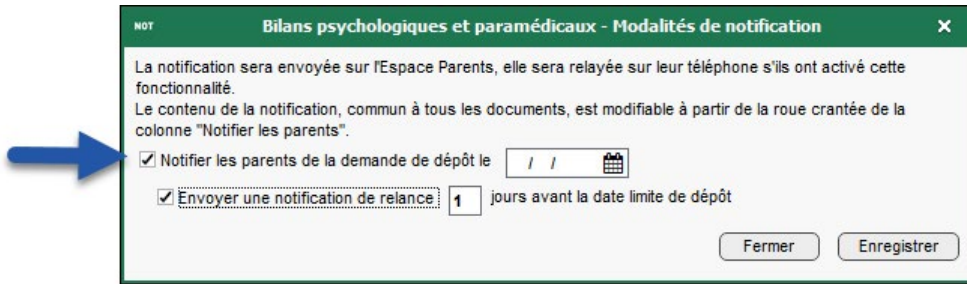 NOT
Bilans psychologiques et paramédicaux - Modalités de notification
La notification sera envoyée sur l'Espace Parents, elle sera relayée sur leur téléphone s'ils ont activé cette
fonctionnalité.
Le contenu de la notification, commun à tous les documents, est modifiable à partir de la roue crantée de la
colonne "Notifier les parents".
Notifier les parents de la demande de dépôt le / /
Envoyer une notification de relance 1 jours avant la date limite de dépôt
Fermer Enregistrer